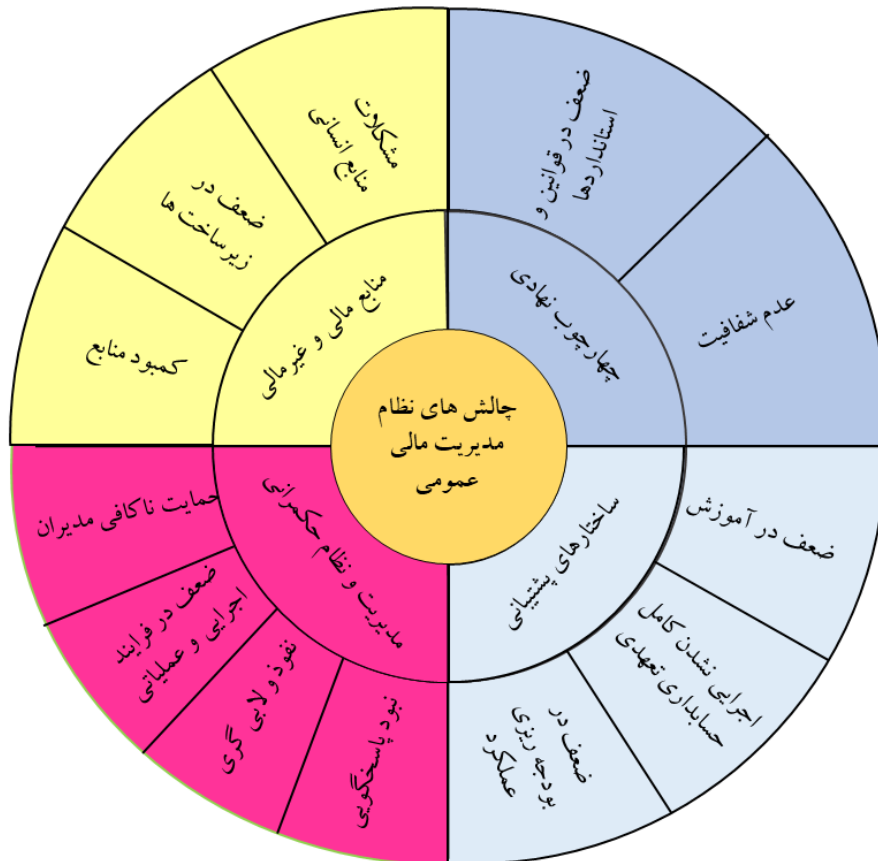 چالش های نظام
مدیریت مالی
عمومی
چهارچوب نهادی
ضعف در قوانین و
استانداردها
عدم شفافیت
ساختارهای پشتیبانی
ضعف در آموزش
اجرایی نشدن کامل
حسابداری تعهدی
ضعف در
بودجه ریزی
عملکرد
مدیریت و نظام حکمرانی
نبود پاسخگویی
نفوذ و لابی گری
ضعف در فرایند
اجرایی و عملیاتی
حمایت ناکافی مدیران
منابع مالی و غیرمالی
کمبود منابع
ضعف در
زیرساخت ها
مشکلات
منابع انسانی